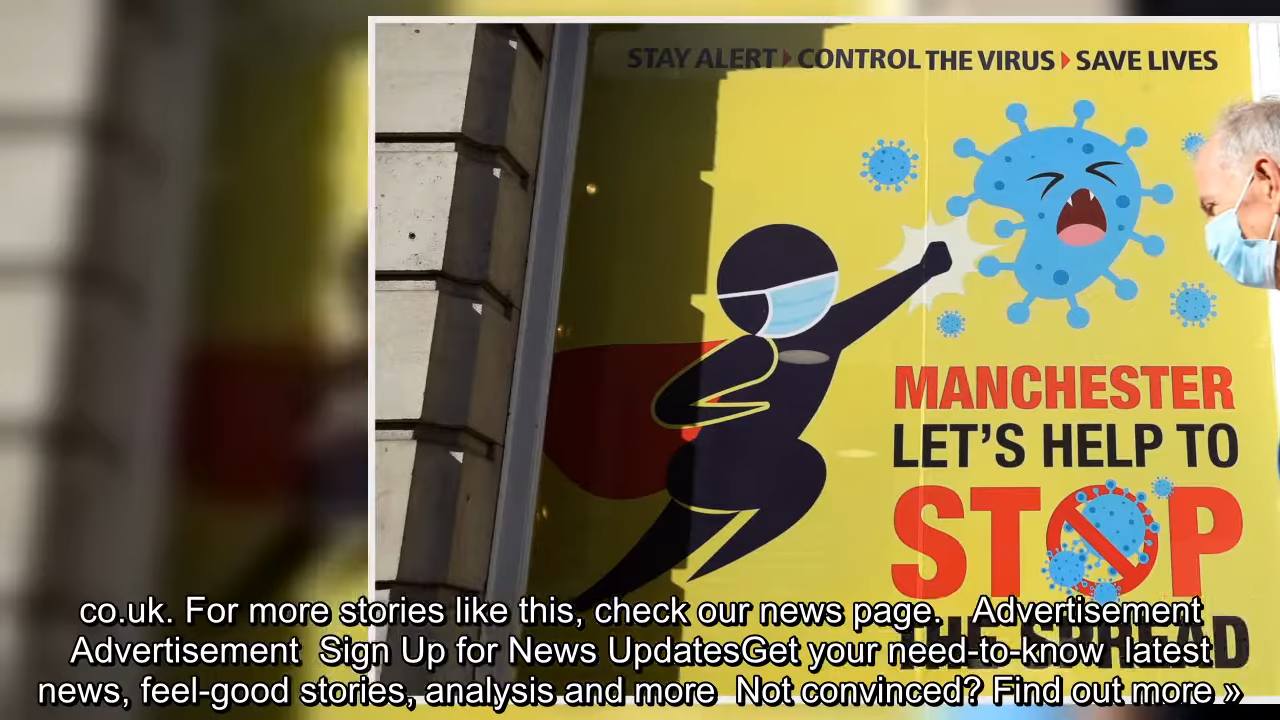 STAY ALERT CONTROL THE VIRUS SAVE LIVES
MANCHESTER
LET'S HELP TO
STOP
THE SPREAD
co.uk. For more stories like this, check our news page. Advertisement
Advertisement Sign Up for News UpdatesGet your need-to-know latest
news, feel-good stories, analysis and more Not convinced? Find out more »